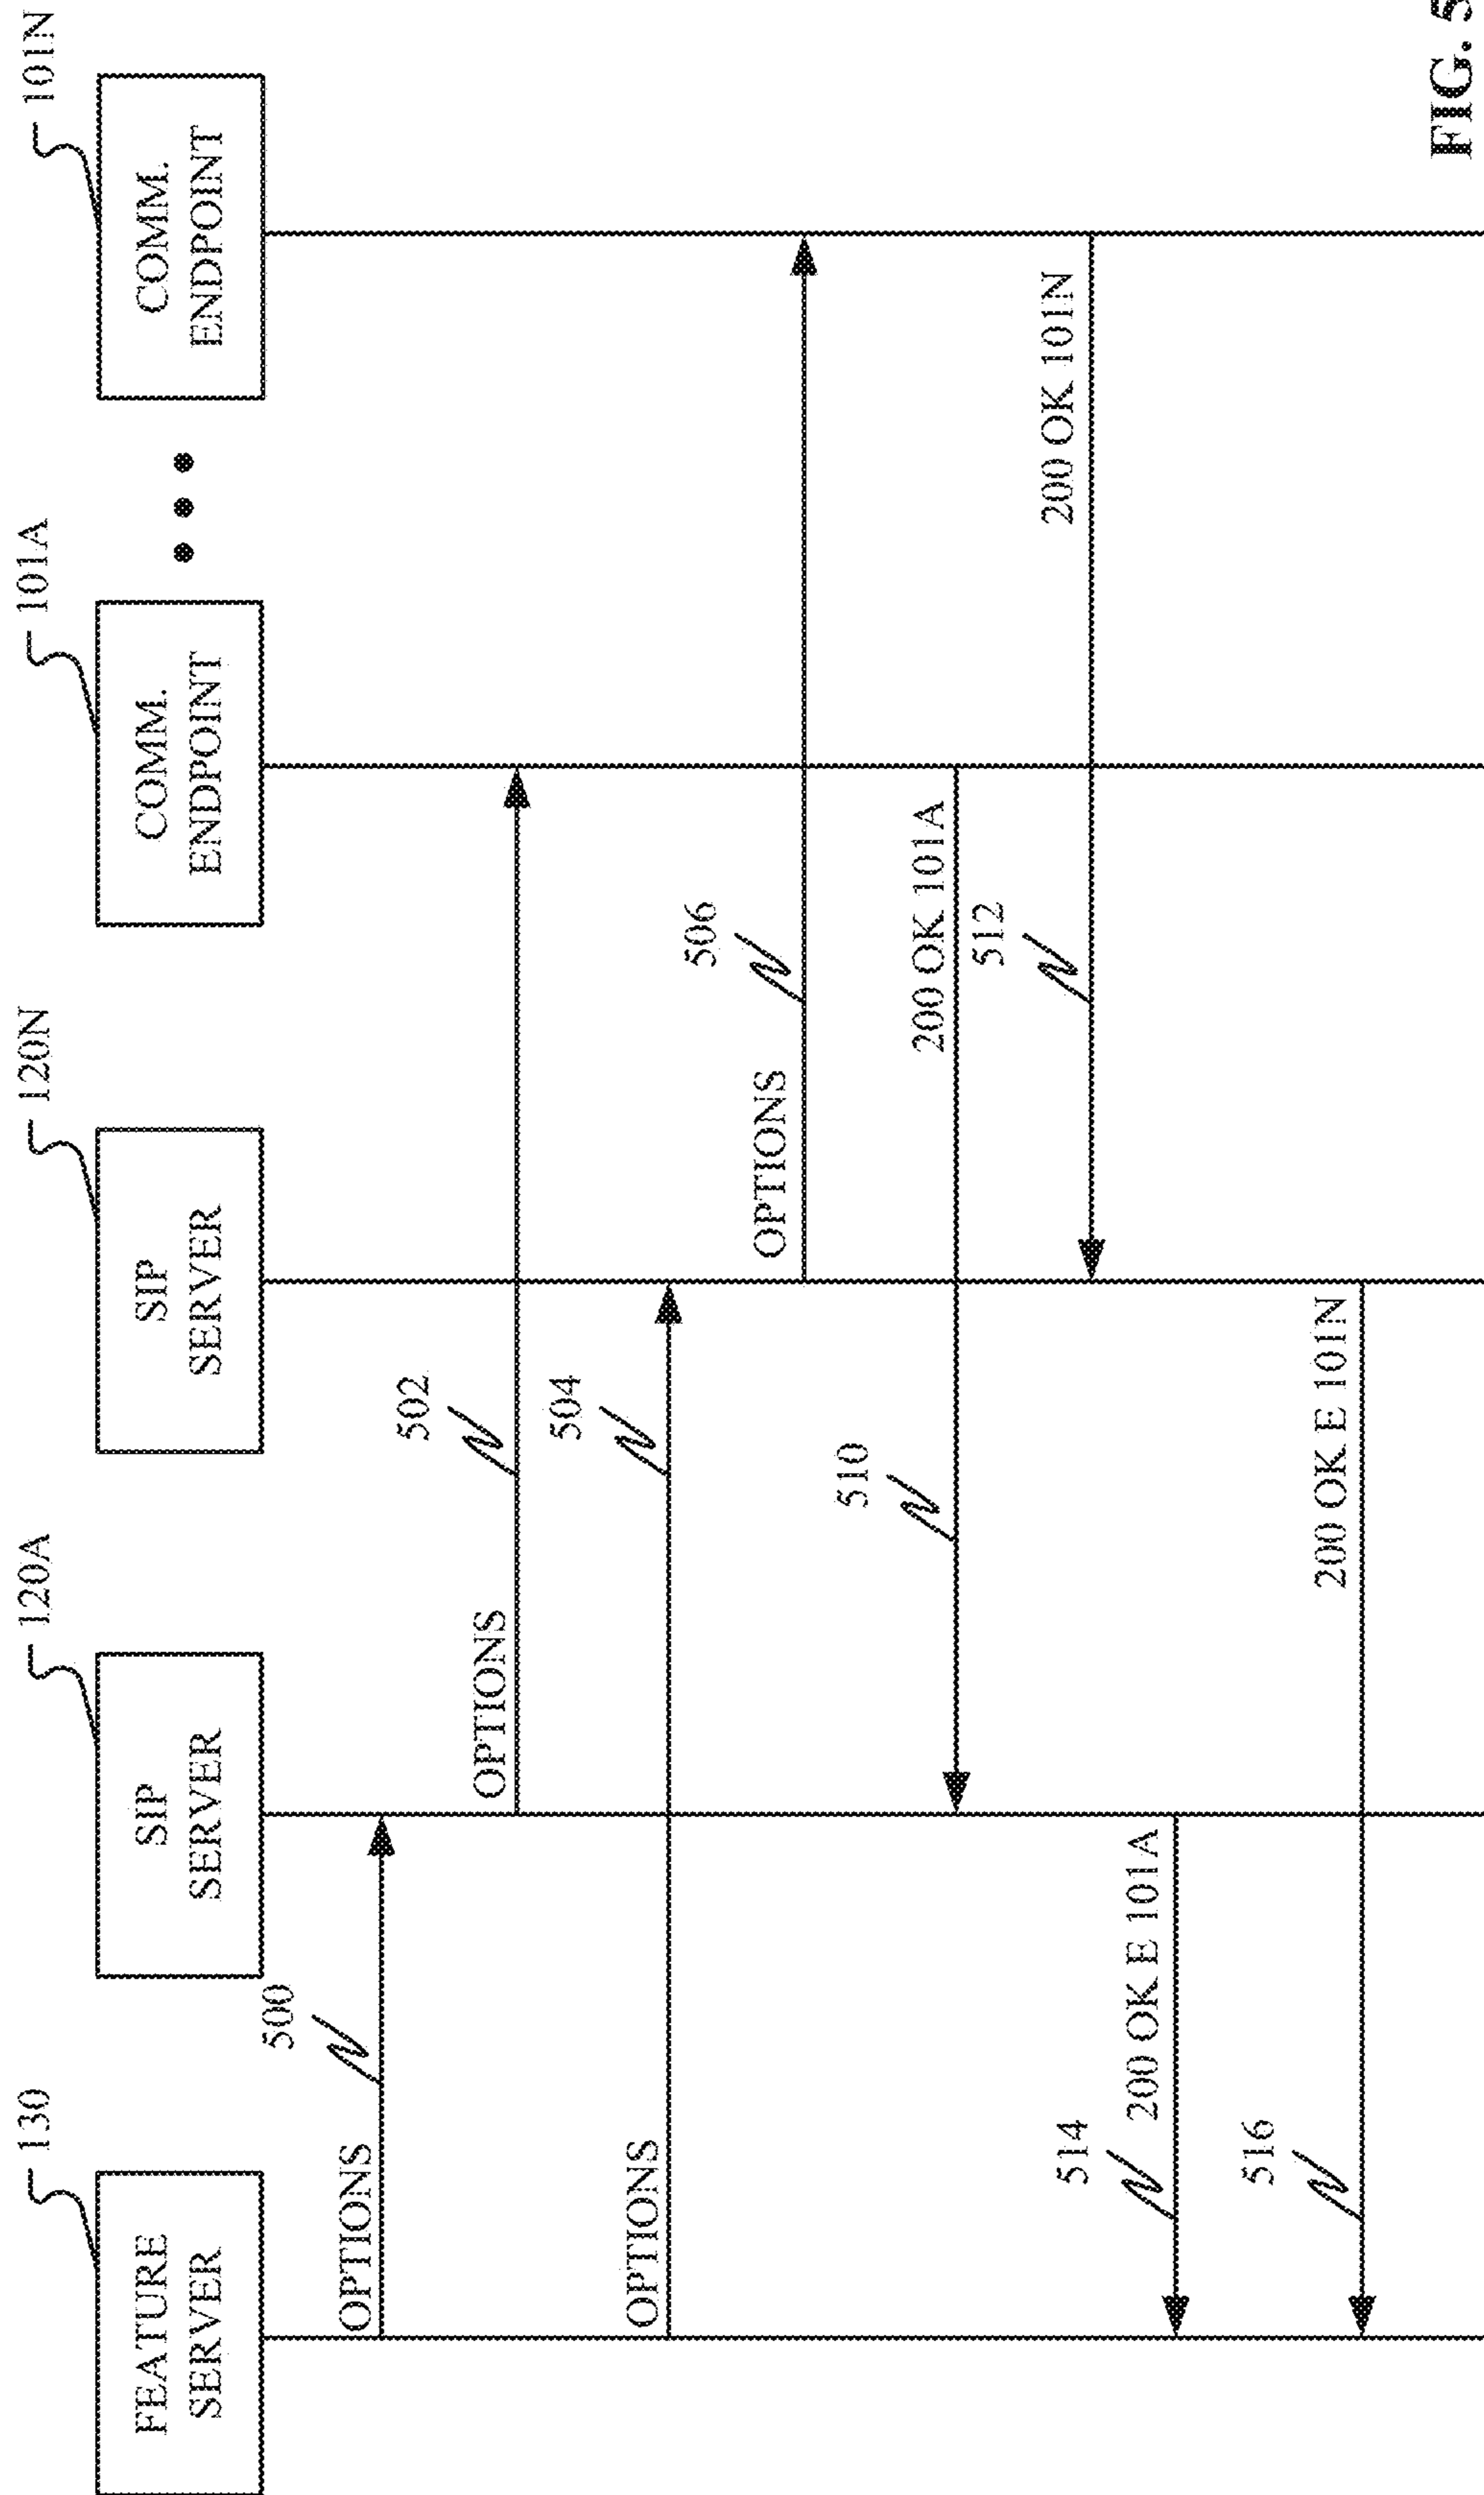 130
120A
120N
101A
101N
FEATURE
SERVER
SIP
SERVER
SIP
SERVER
COMM.
ENDPOINT
COMM.
ENDPOINT
500
OPTIONS
502
OPTIONS
504
OPTIONS
506
OPTIONS
510
200 OK 101A
512
200 OK 101N
514
200 OK E 101A
516
200 OK E 101N
FIG. 5